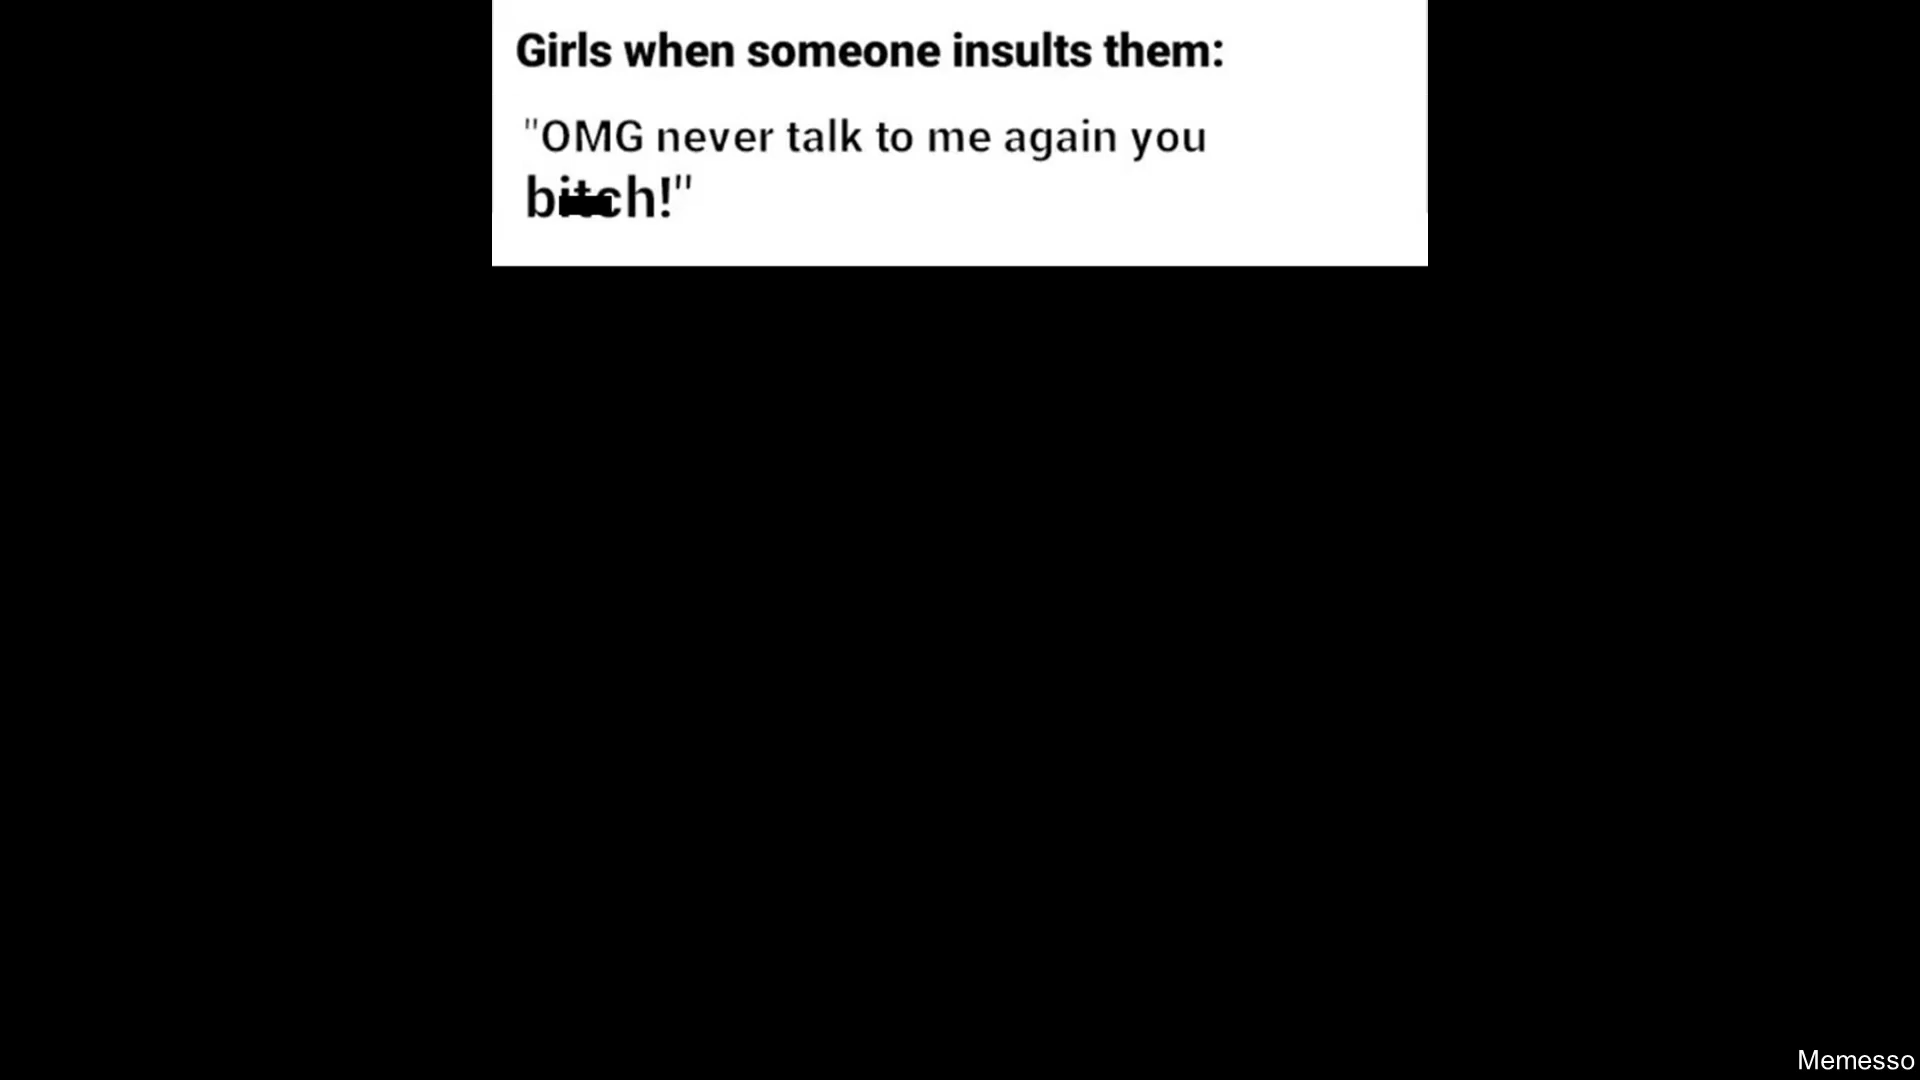 Girls when someone insults them:
"OMG never talk to me again you
bitch!"
Memesso